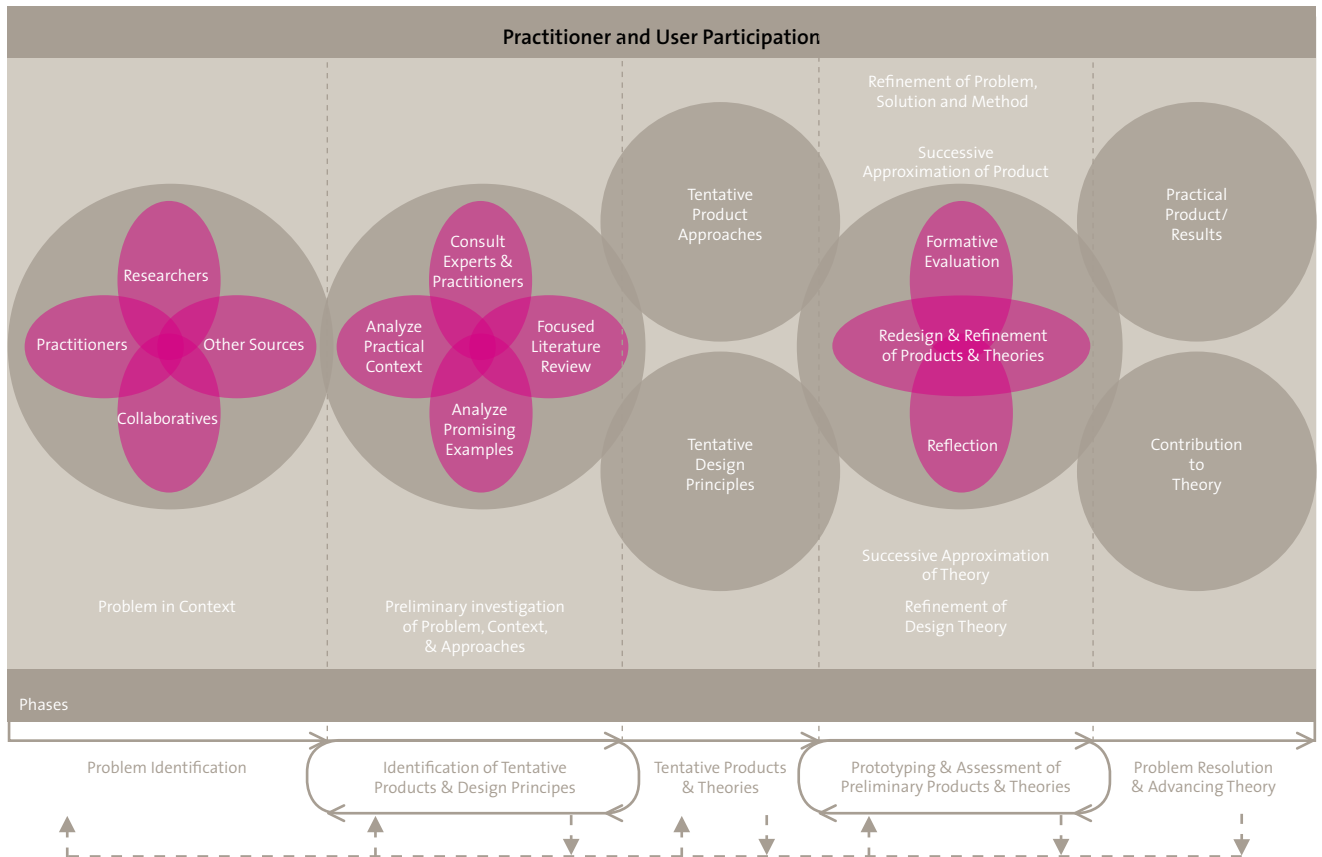 Practitioner and User Participation
Researchers
Practitioners
Other Sources
Collaboratives
Problem in Context
Consult
Experts &
Practitioners
Analyze
Practical
Context
Focused
Literature
Review
Analyze
Promising
Examples
Preliminary investigation
of Problem, Context,
& Approaches
Tentative
Product
Approaches
Tentative
Design
Principles
Refinement of Problem,
Solution and Method
Successive
Approximation of Product
Formative
Evaluation
Redesign & Refinement
of Products & Theories
Reflection
Successive Approximation
of Theory
Refinement of
Design Theory
Practical
Product/
Results
Contribution
to
Theory
Phases
Problem Identification
Identification of Tentative
Products & Design Principes
Tentative Products
& Theories
Prototyping & Assessment of
Preliminary Products & Theories
Problem Resolution
& Advancing Theory